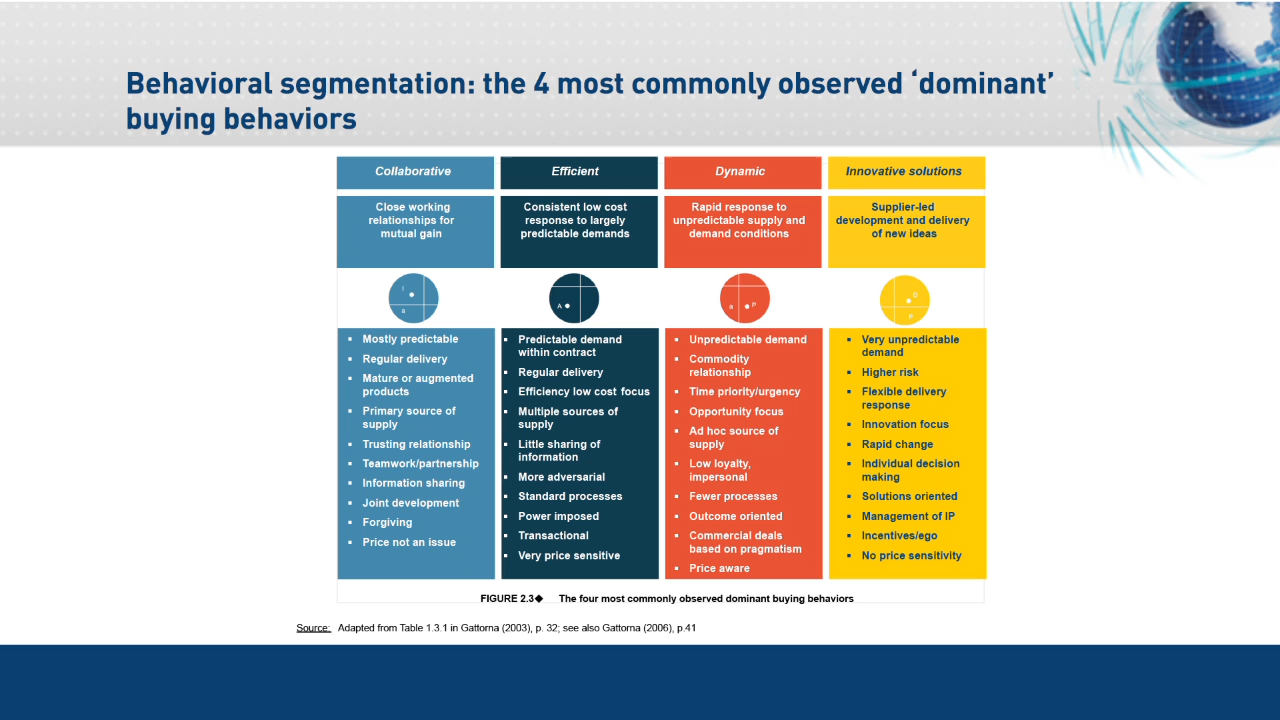 Behavioral segmentation: the 4 most commonly observed ‘dominant’
buying behaviors
Collaborative
Efficient
Dynamic
Innovative solutions
Close working
relationships for
mutual gain
Consistent low cost
response to largely
predictable demands
Rapid response to
unpredictable supply and
demand conditions
Supplier-led
development and delivery
of new ideas
I
a
A
a P
D
P
▪ Mostly predictable
▪ Regular delivery
▪ Mature or augmented
products
▪ Primary source of
supply
▪ Trusting relationship
▪ Teamwork/partnership
▪ Information sharing
▪ Joint development
▪ Forgiving
▪ Price not an issue
▪ Predictable demand
within contract
▪ Regular delivery
▪ Efficiency low cost focus
▪ Multiple sources of
supply
▪ Little sharing of
information
▪ More adversarial
▪ Standard processes
▪ Power imposed
▪ Transactional
▪ Very price sensitive
▪ Unpredictable demand
▪ Commodity
relationship
▪ Time priority/urgency
▪ Opportunity focus
▪ Ad hoc source of
supply
▪ Low loyalty,
impersonal
▪ Fewer processes
▪ Outcome oriented
▪ Commercial deals
based on pragmatism
▪ Price aware
▪ Very unpredictable
demand
▪ Higher risk
▪ Flexible delivery
response
▪ Innovation focus
▪ Rapid change
▪ Individual decision
making
▪ Solutions oriented
▪ Management of IP
▪ Incentives/ego
▪ No price sensitivity
FIGURE 2.3◆ The four most commonly observed dominant buying behaviors
Source: Adapted from Table 1.3.1 in Gattorna (2003), p. 32; see also Gattorna (2006), p.41